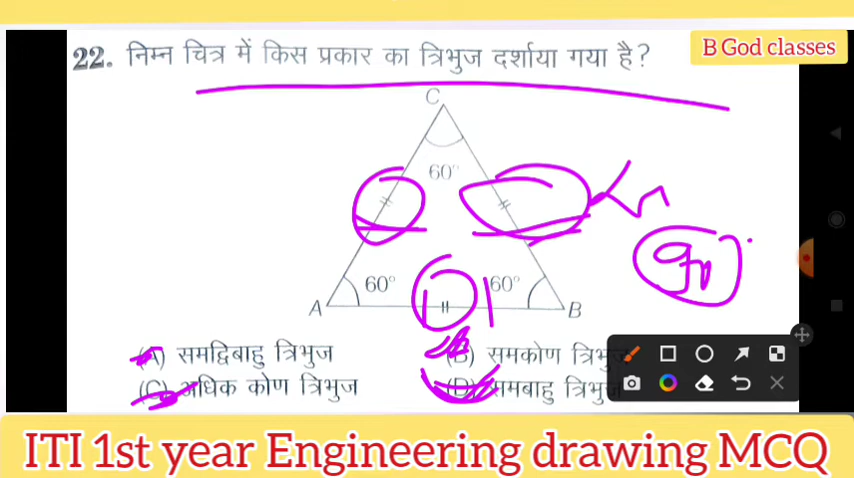 B God classes
22. निम्न चित्र में किस प्रकार का त्रिभुज दर्शाया गया है?
C
60°
60° 60°
A B
(A) समद्विबाहु त्रिभुज (B) समकोण
(C) अधिक कोण त्रिभुज (D) समबाहु
ITI 1st year Engineering drawing MCQ